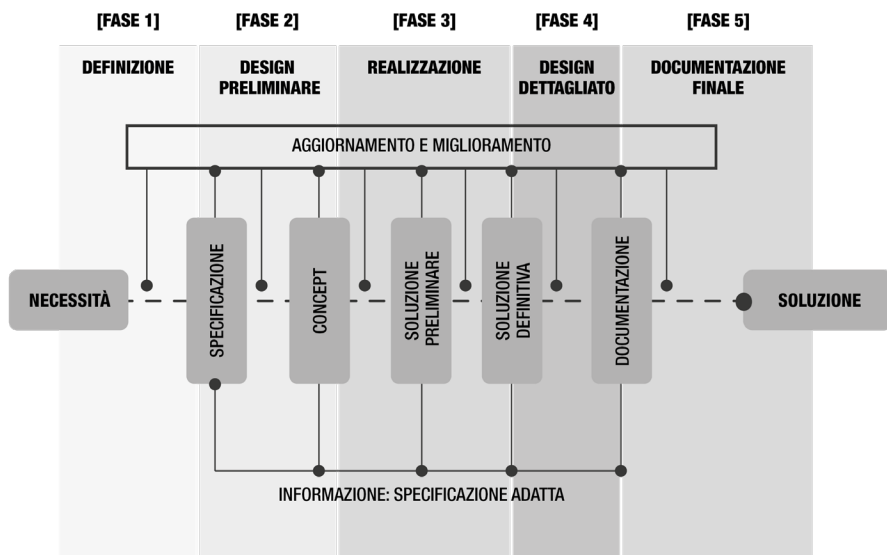 [FASE 1]
[FASE 2]
[FASE 3]
[FASE 4]
[FASE 5]
DEFINIZIONE
DESIGN
PRELIMINARE
REALIZZAZIONE
DESIGN
DETTAGLIATO
DOCUMENTAZIONE
FINALE
AGGIORNAMENTO E MIGLIORAMENTO
NECESSITÀ
SPECIFICAZIONE
CONCEPT
SOLUZIONE
PRELIMINARE
SOLUZIONE
DEFINITIVA
DOCUMENTAZIONE
SOLUZIONE
INFORMAZIONE: SPECIFICAZIONE ADATTA